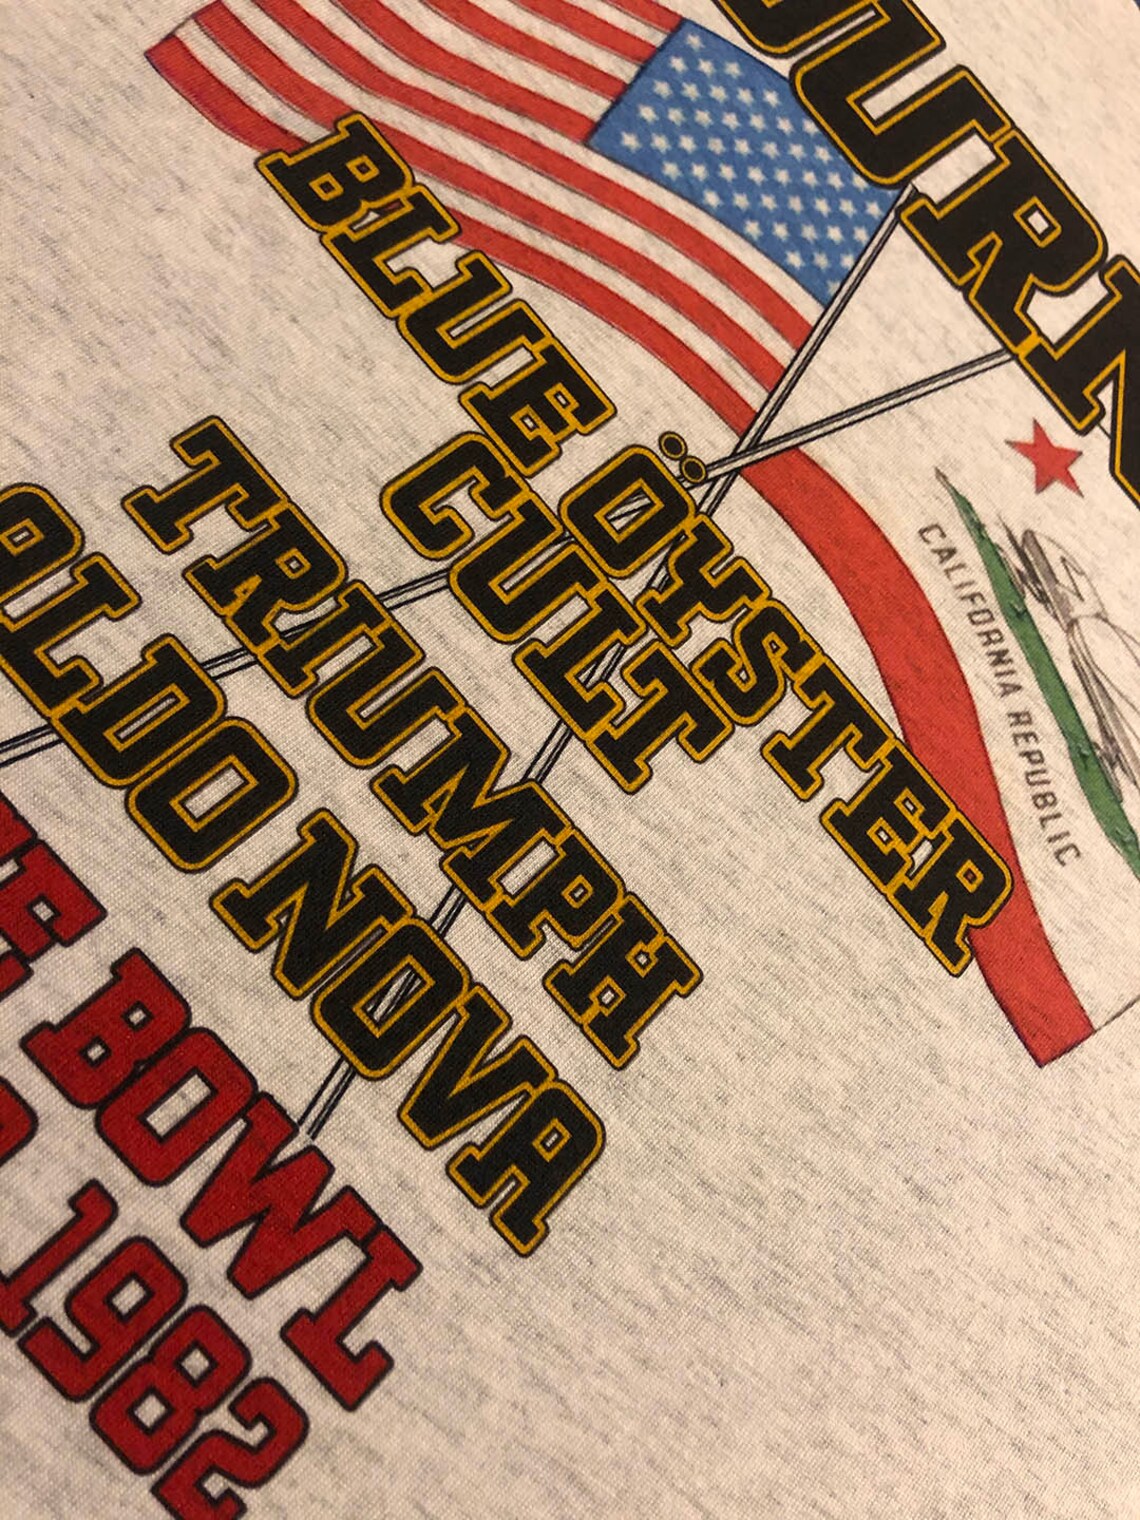 BLUE ÖYSTER
CULT
TRIUMPH
ALDO NOVA
BOWL
1982
CALIFORNIA REPUBLIC